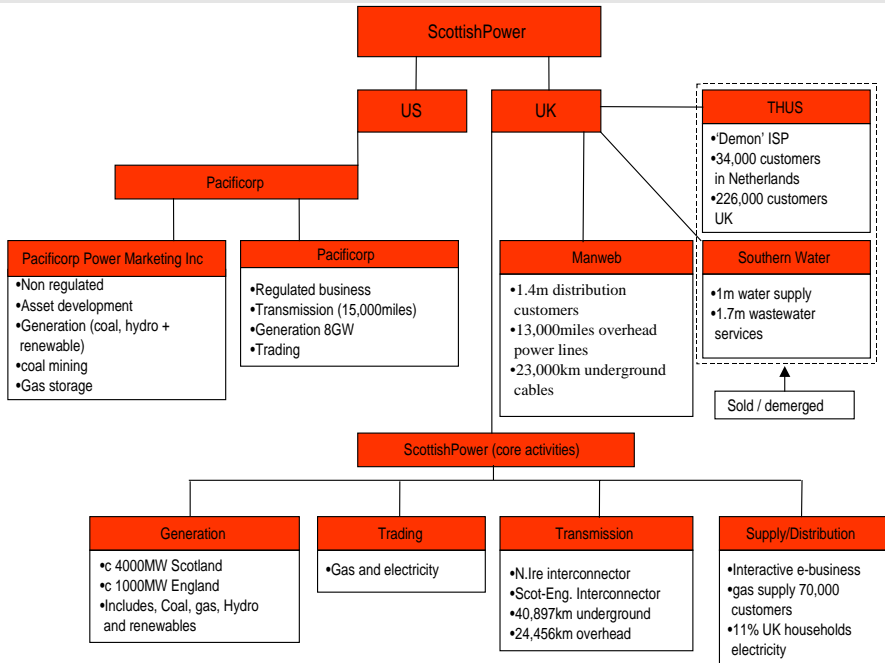 ScottishPower
US
UK
THUS
•'Demon' ISP
•34,000 customers
in Netherlands
•226,000 customers
UK
Pacificorp
Pacificorp Power Marketing Inc
•Non regulated
•Asset development
•Generation (coal, hydro +
renewable)
•coal mining
•Gas storage
Pacificorp
•Regulated business
•Transmission (15,000miles)
•Generation 8GW
•Trading
Manweb
•1.4m distribution
customers
•13,000miles overhead
power lines
•23,000km underground
cables
Southern Water
•1m water supply
•1.7m wastewater
services
Sold / demerged
ScottishPower (core activities)
Generation
•c 4000MW Scotland
•c 1000MW England
•Includes, Coal, gas, Hydro
and renewables
Trading
•Gas and electricity
Transmission
•N.Ire interconnector
•Scot-Eng. Interconnector
•40,897km underground
•24,456km overhead
Supply/Distribution
•Interactive e-business
•gas supply 70,000
customers
•11% UK households
electricity